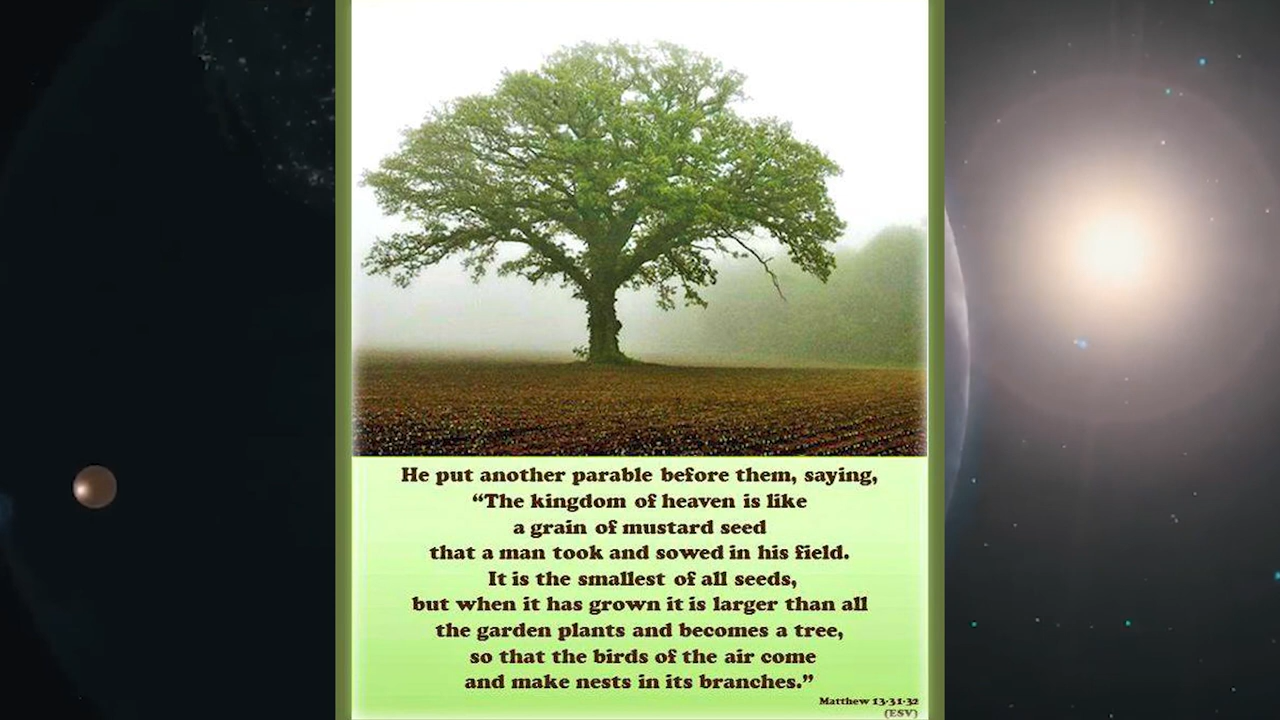 He put another parable before them, saying,
“The kingdom of heaven is like
a grain of mustard seed
that a man took and sowed in his field.
It is the smallest of all seeds,
but when it has grown it is larger than all
the garden plants and becomes a tree,
so that the birds of the air come
and make nests in its branches.”
Matthew 13-31-32
(ESV)